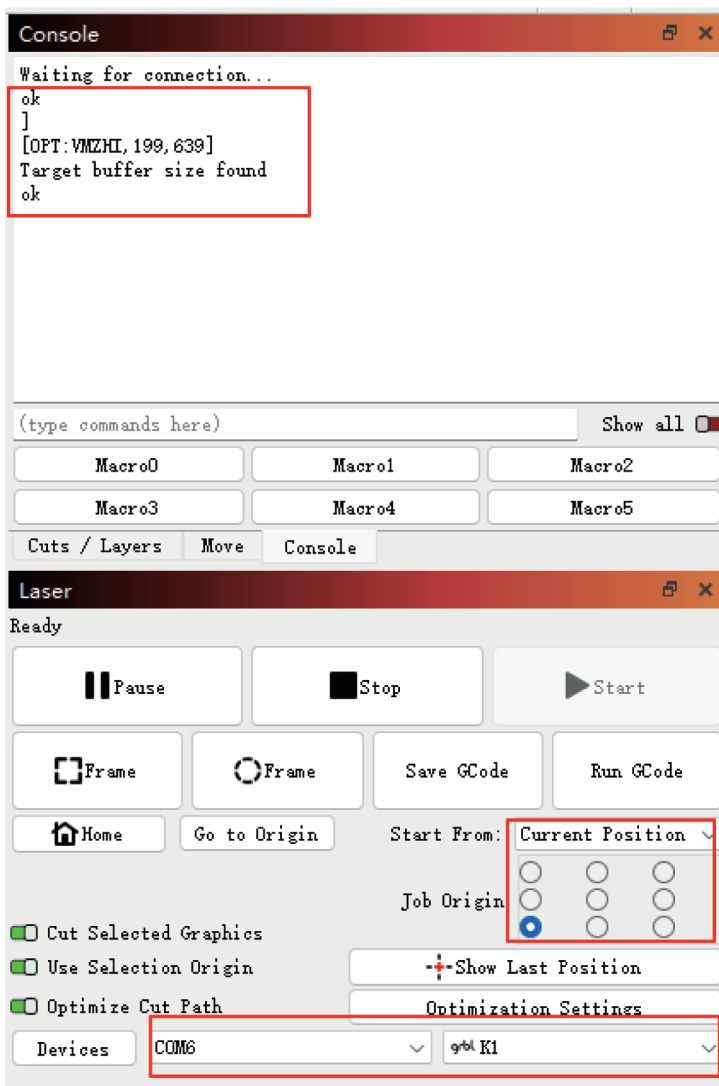 Console
Waiting for connection...
ok
]
[OPT:VMZHI,199,639]
Target buffer size found
ok
(type commands here)
Show all
Macro0 Macro1 Macro2
Macro3 Macro4 Macro5
Cuts / Layers Move Console
Laser
Ready
Pause Stop Start
Frame Frame Save GCode Run GCode
Home Go to Origin Start From: Current Position
Job Origin
Cut Selected Graphics
Use Selection Origin Show Last Position
Optimize Cut Path Optimization Settings
Devices COM6 grbl K1